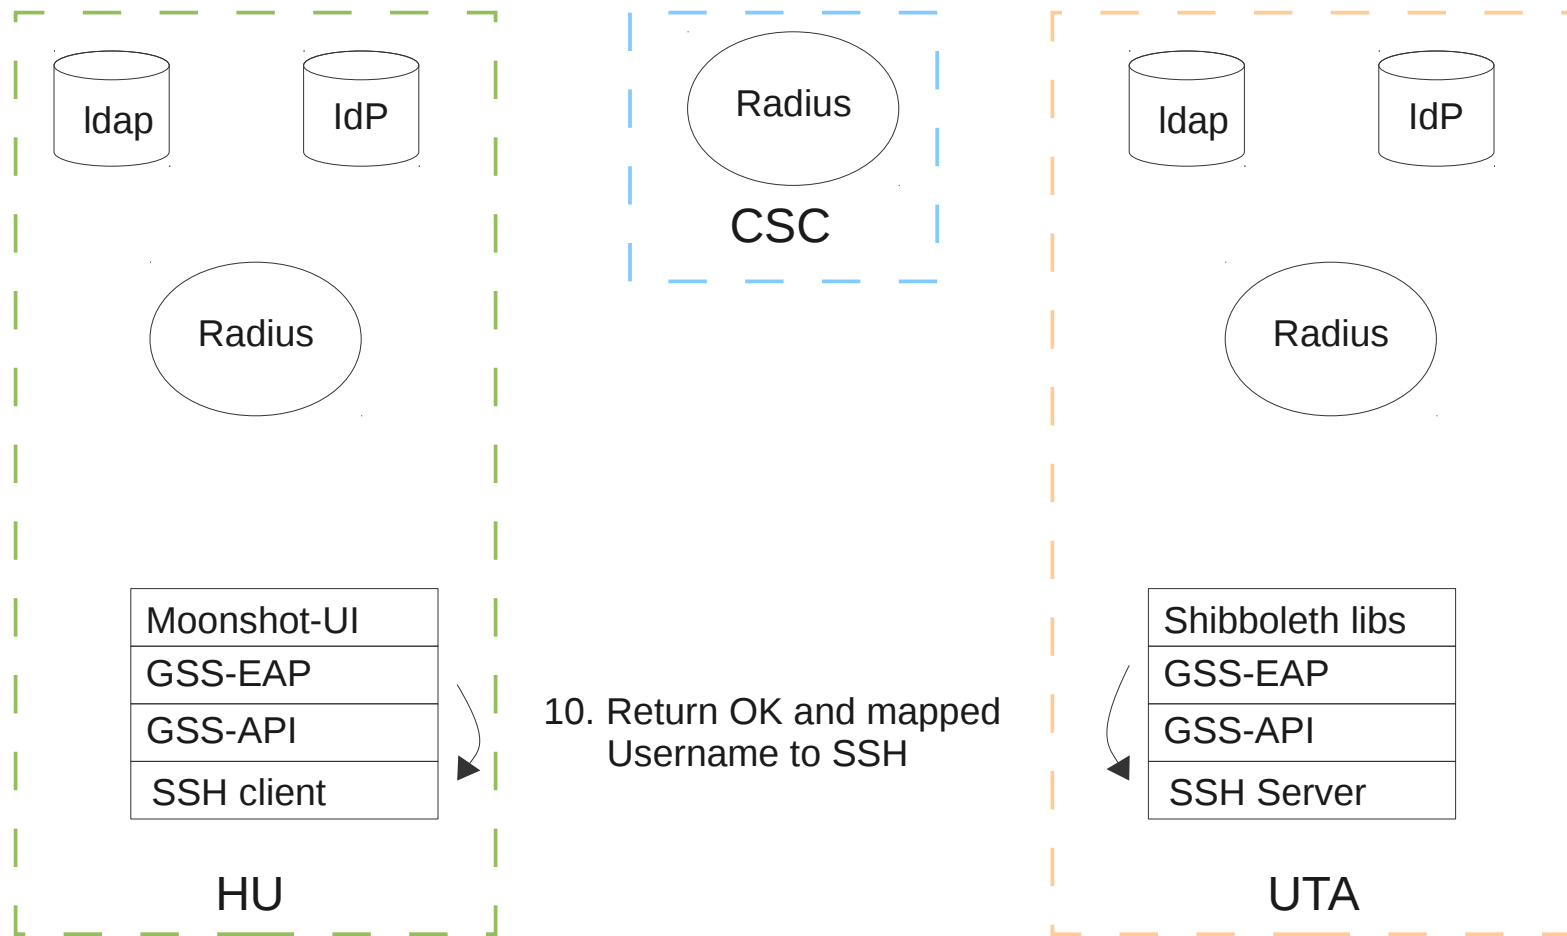 ldap
IdP
Radius
CSC
ldap
IdP
Radius
Radius
Moonshot-UI
GSS-EAP
GSS-API
SSH client
HU
10. Return OK and mapped
Username to SSH
Shibboleth libs
GSS-EAP
GSS-API
SSH Server
UTA